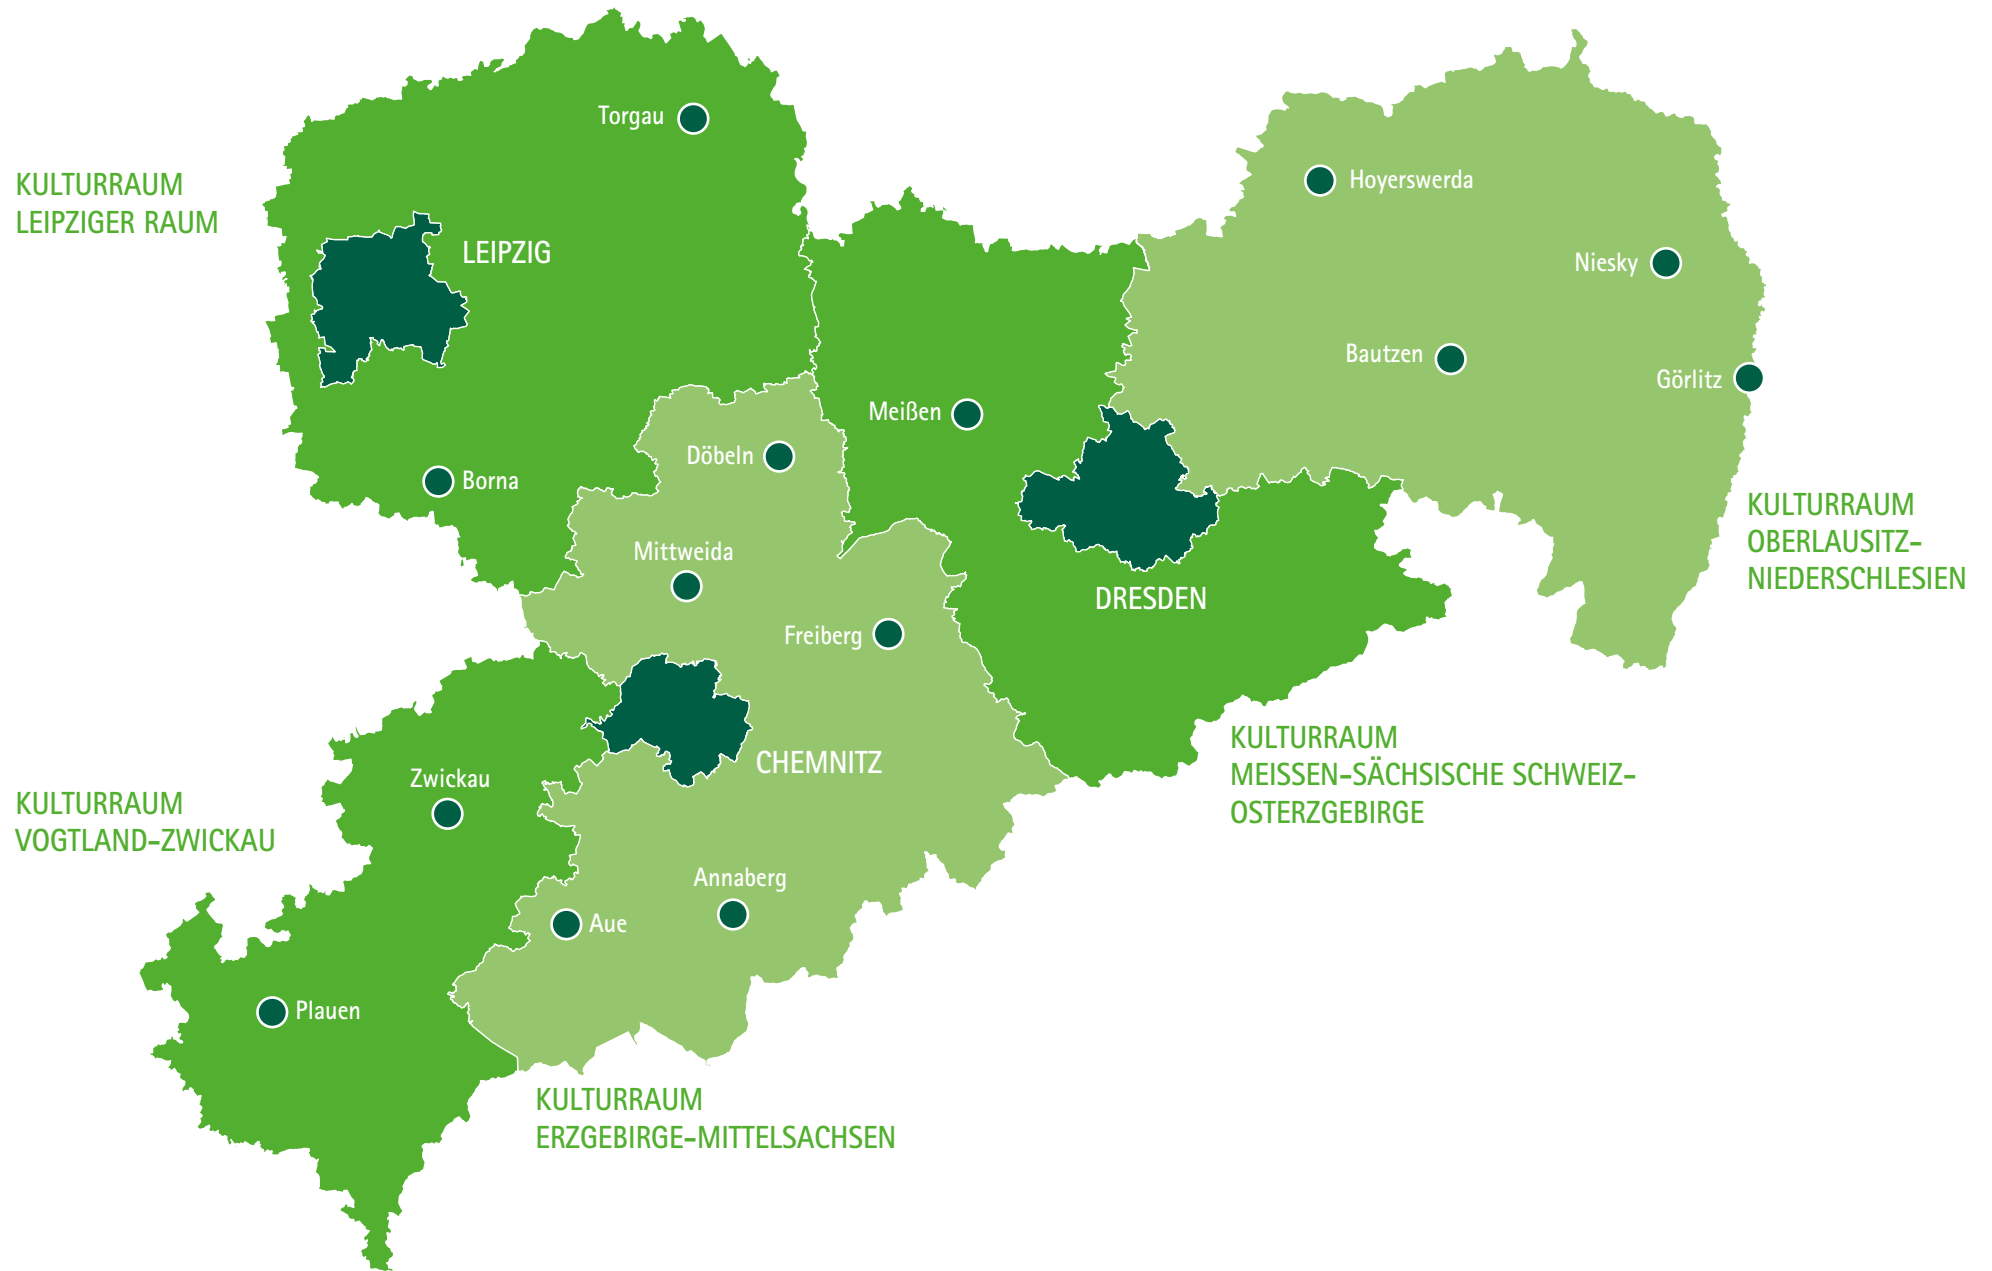 Torgau
KULTURRAUM
LEIPZIGER RAUM
LEIPZIG
Hoyerswerda
Niesky
Bautzen
Görlitz
Meißen
Döbeln
Borna
KULTURRAUM
OBERLAUSITZ-
NIEDERSCHLESIEN
Mittweida
DRESDEN
Freiberg
KULTURRAUM
MEISSEN-SÄCHSISCHE SCHWEIZ-
OSTERZGEBIRGE
CHEMNITZ
Zwickau
KULTURRAUM
VOGTLAND-ZWICKAU
Annaberg
Aue
Plauen
KULTURRAUM
ERZGEBIRGE-MITTELSACHSEN